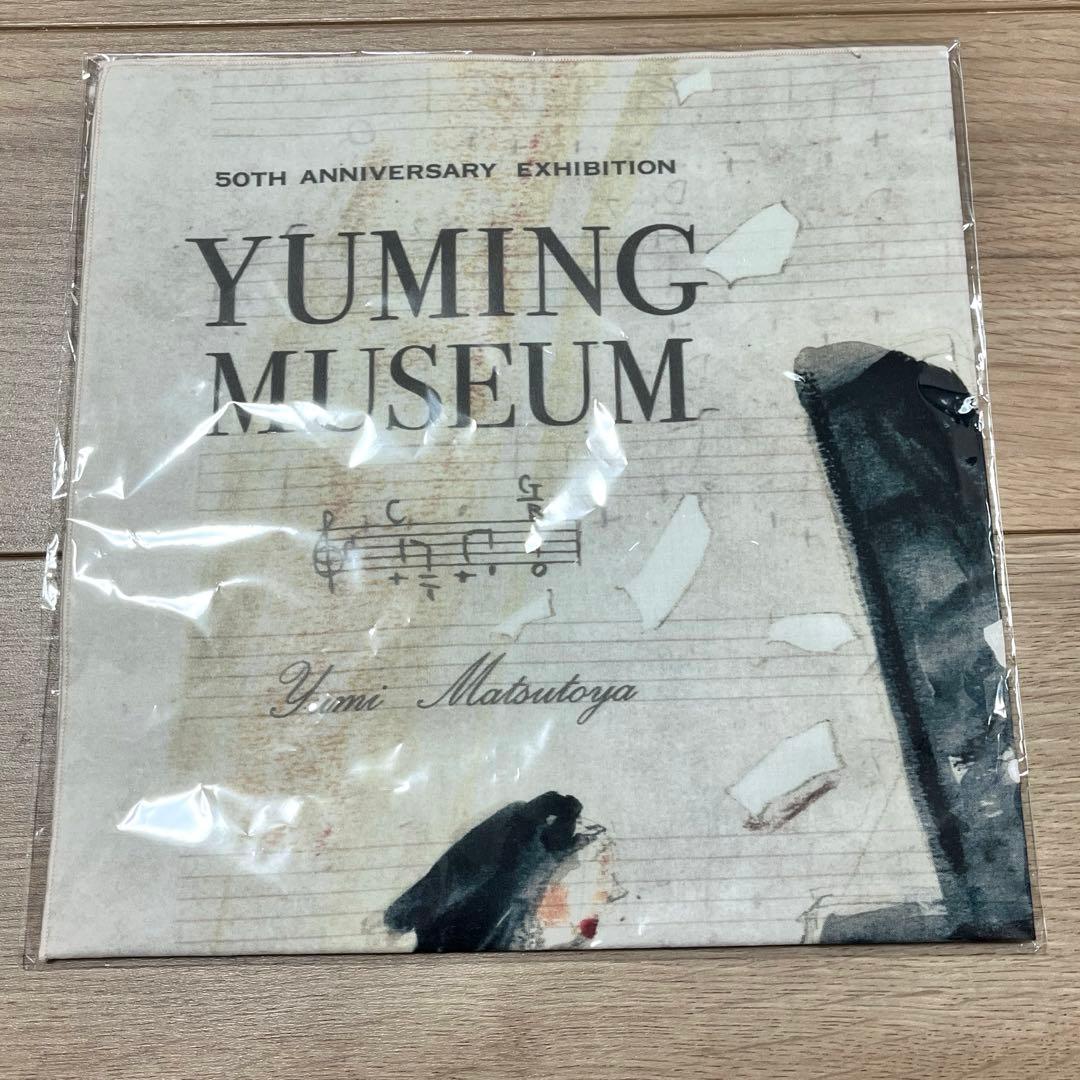 50TH ANNIVERSARY EXHIBITION
YUMING
MUSEUM
C
G
Yumi Matsutoya